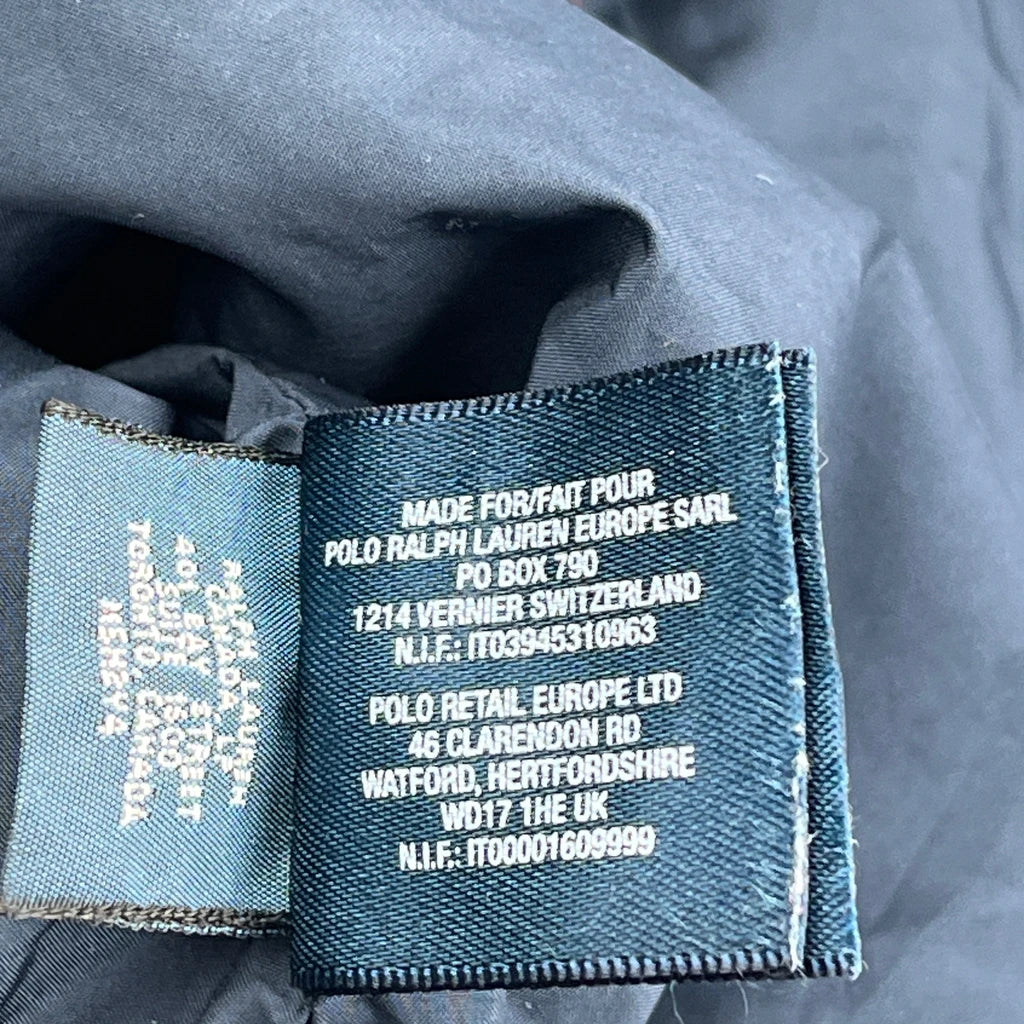 MADE FOR/FAIT POUR
POLO RALPH LAUREN EUROPE SARL
PO BOX 790
1214 VERNIER SWITZERLAND
N.I.F.: IT03945310963
POLO RETAIL EUROPE LTD
46 CLARENDON RD
WATFORD, HERTFORDSHIRE
WD17 1HE UK
N.I.F.: IT00001609999
RALPH LAUREN
CANADA LP
BAY STREET
SUITE
TORONTO, CANADA
M5H2Y4